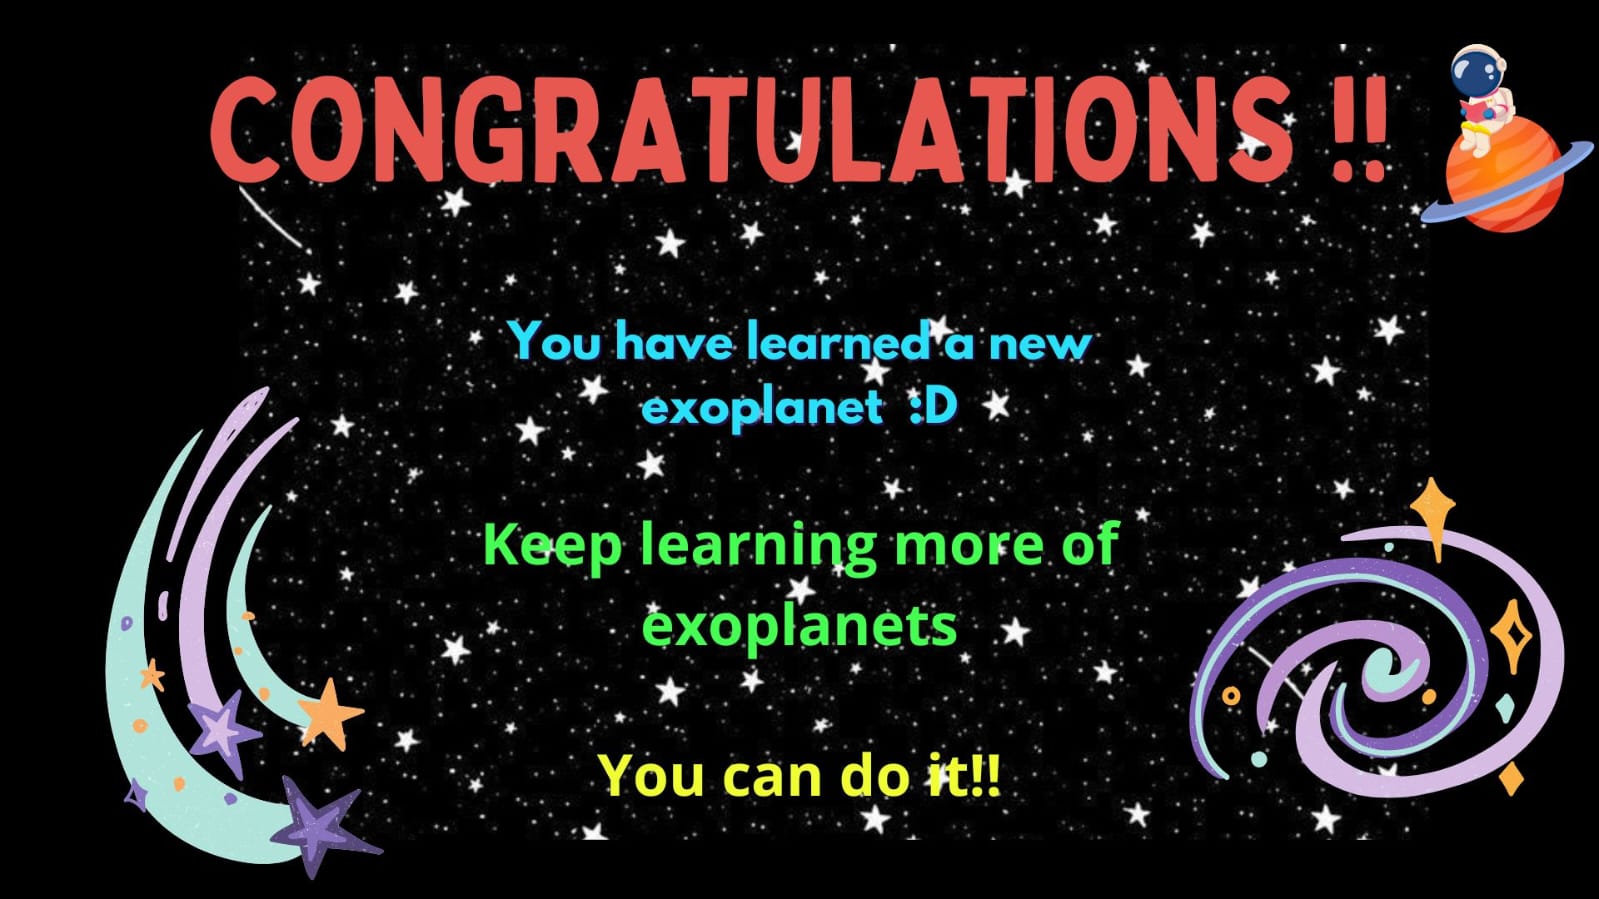 CONGRATULATIONS !!
You have learned a new
exoplanet :D
Keep learning more of
exoplanets
You can do it!!